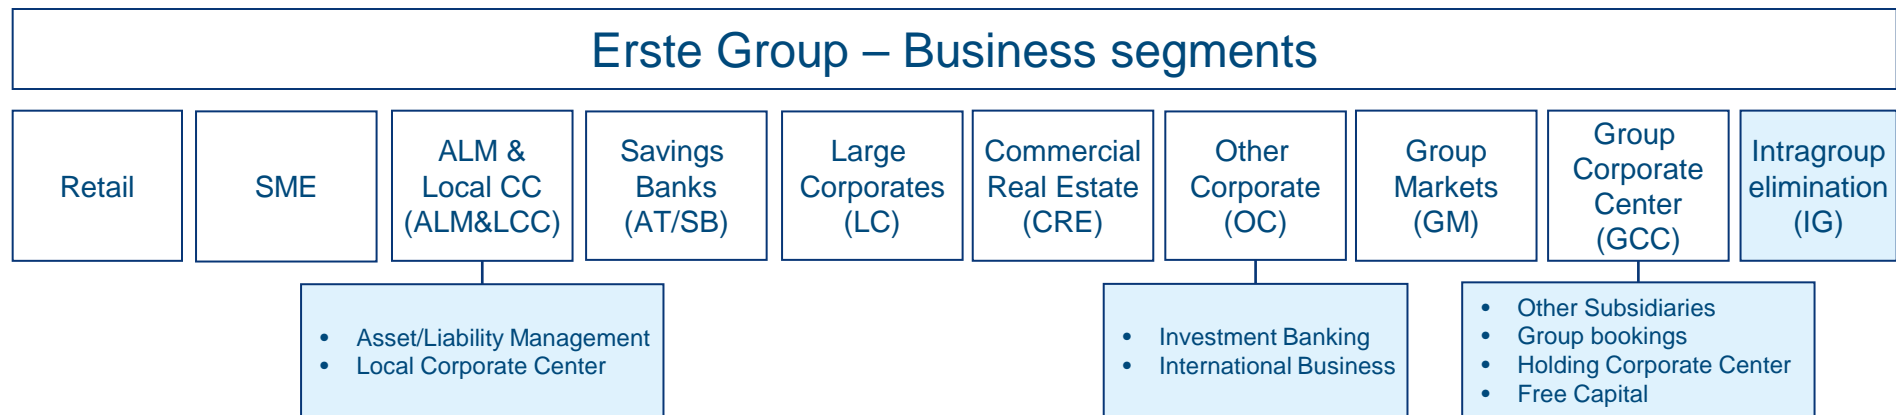 Erste Group – Business segments
Retail
SME
ALM &
Local CC
(ALM&LCC)
Savings
Banks
(AT/SB)
Large
Corporates
(LC)
Commercial
Real Estate
(CRE)
Other
Corporate
(OC)
Group
Markets
(GM)
Group
Corporate
Center
(GCC)
Intragroup
elimination
(IG)
• Asset/Liability Management
• Local Corporate Center
• Investment Banking
• International Business
• Other Subsidiaries
• Group bookings
• Holding Corporate Center
• Free Capital